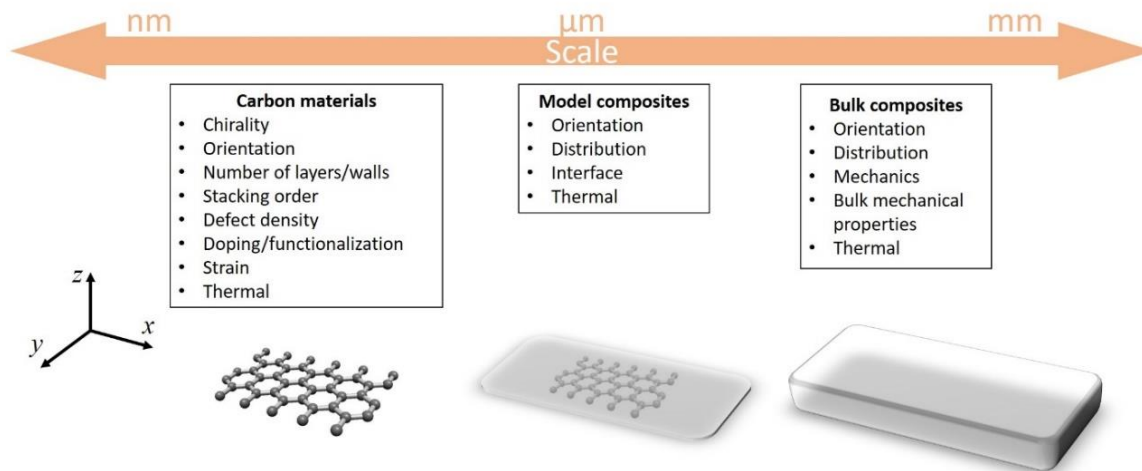 nm μm mm
Scale
Carbon materials
• Chirality
• Orientation
• Number of layers/walls
• Stacking order
• Defect density
• Doping/functionalization
• Strain
• Thermal
Model composites
• Orientation
• Distribution
• Interface
• Thermal
Bulk composites
• Orientation
• Distribution
• Mechanics
• Bulk mechanical
properties
• Thermal
z
y
x